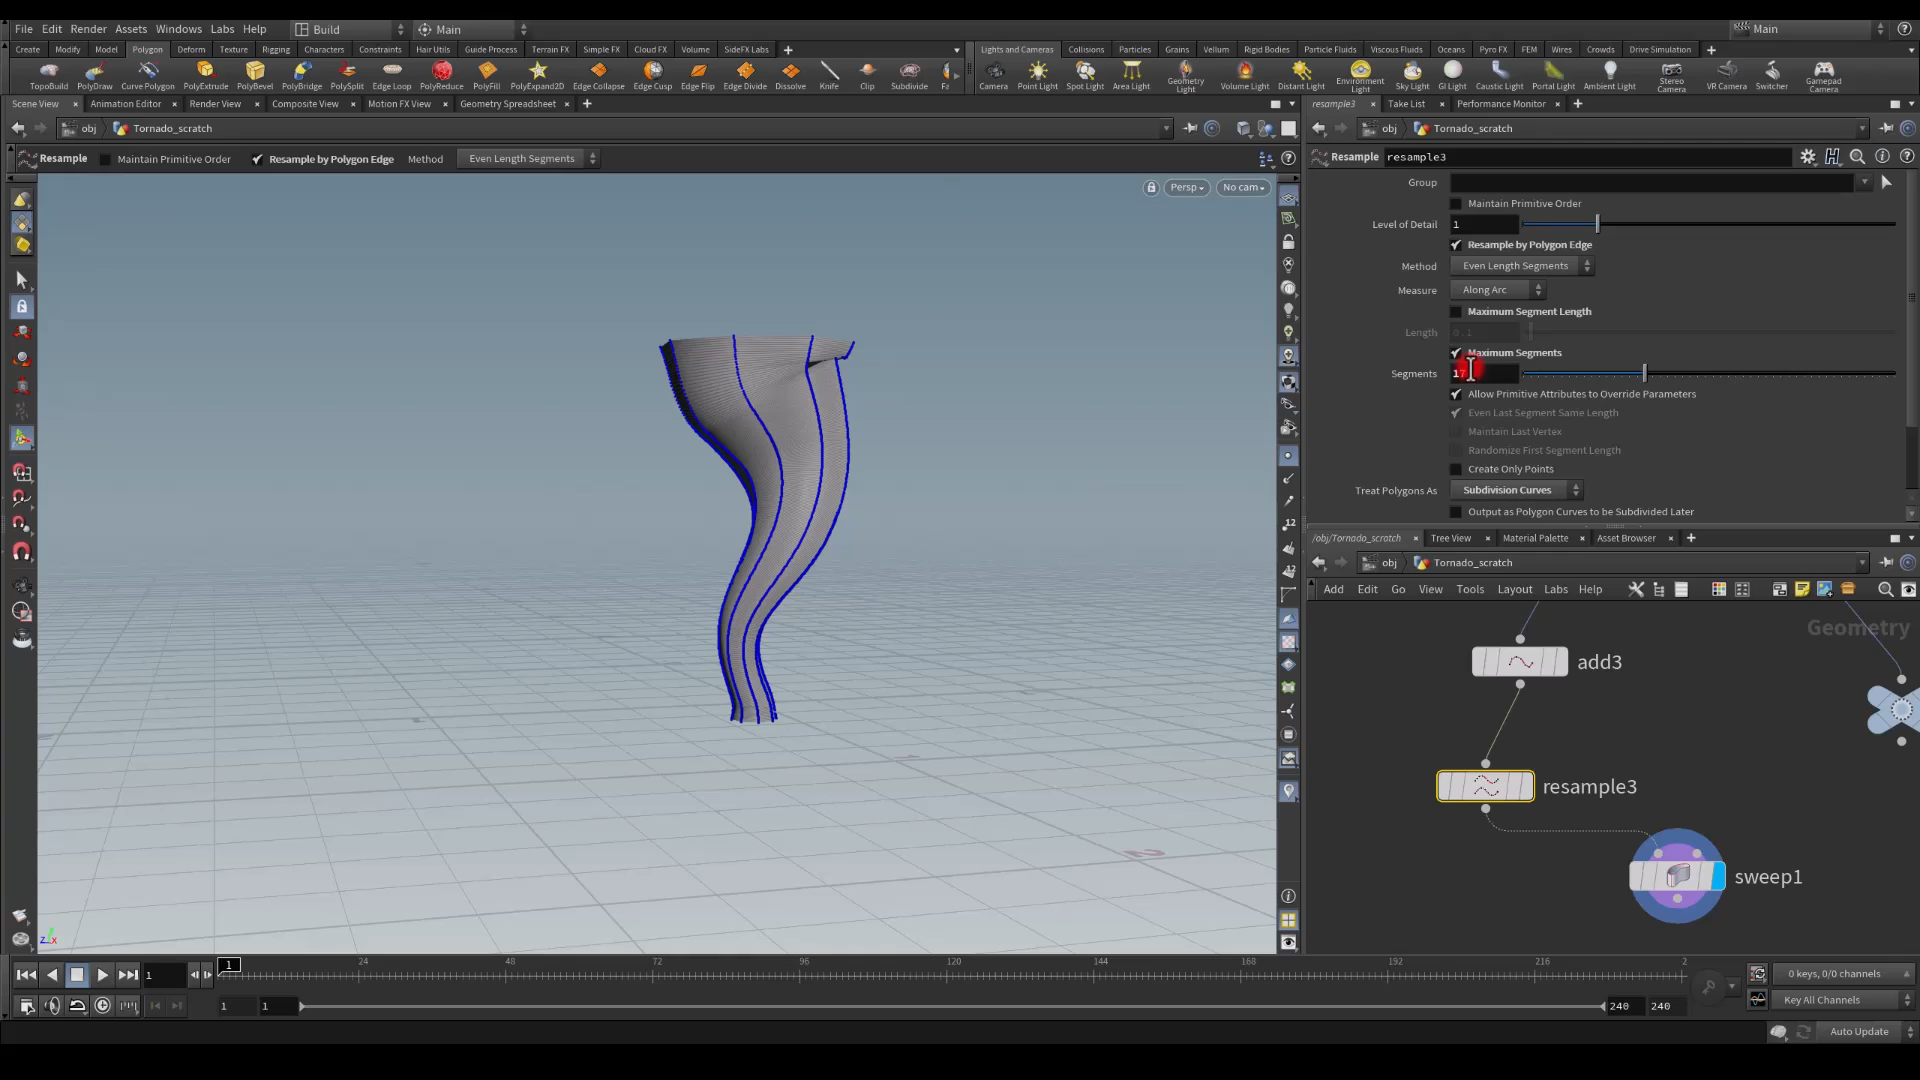 File Edit Render Assets Windows Labs Help Build Main Main
Create Modify Model Polygon Deform Texture Rigging Characters Constraints Hair Utils Guide Process Terrain FX Simple FX Cloud FX Volume SideFX Labs Lights and Cameras Collisions Particles Grains Vellum Rigid Bodies Particle Fluids Viscous Fluids Oceans Pyro FX FEM Wires Crowds Drive Simulation
TopoBuild PolyDraw Curve Polygon PolyExtrude PolyBevel PolyBridge PolySplit Edge Loop PolyReduce PolyFill PolyExpand2D Edge Collapse Edge Cusp Edge Flip Edge Divide Dissolve Knife Clip Subdivide Fa Camera Point Light Spot Light Area Light Geometry Light Volume Light Distant Light Environment Light Sky Light GI Light Caustic Light Portal Light Ambient Light Stereo Camera VR Camera Switcher Gamepad Camera
Scene View Animation Editor Render View Composite View Motion FX View Geometry Spreadsheet resample3 Take List Performance Monitor
obj Tornado_scratch obj Tornado_scratch
Resample Maintain Primitive Order Resample by Polygon Edge Method Even Length Segments Resample resample3
Persp No cam
Group
Maintain Primitive Order
Level of Detail 1
Resample by Polygon Edge
Method Even Length Segments
Measure Along Arc
Maximum Segment Length
Length 0.1
Maximum Segments
Segments 17
Allow Primitive Attributes to Override Parameters
Even Last Segment Same Length
Maintain Last Vertex
Randomize First Segment Length
Create Only Points
Treat Polygons As Subdivision Curves
Output as Polygon Curves to be Subdivided Later
/obj/Tornado_scratch Tree View Material Palette Asset Browser
obj Tornado_scratch
Add Edit Go View Tools Layout Labs Help
Geometry
add3
resample3
sweep1
12
12
2
z x
1 1 24 48 72 96 120 144 168 192 216 2 0 keys, 0/0 channels
1 1 240 240 Key All Channels
Auto Update